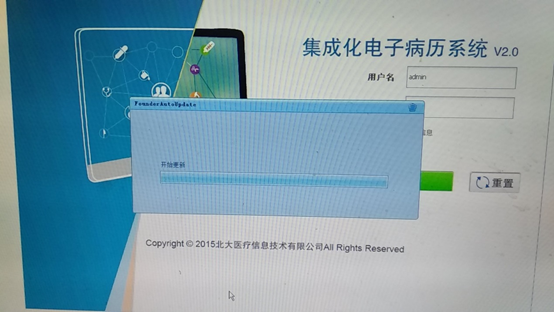 集成化电子病历系统 V2.0
用户名 admin
FounderAutoUpdate
信息
开始更新
重置
Copyright © 2015北大医疗信息技术有限公司All Rights Reserved